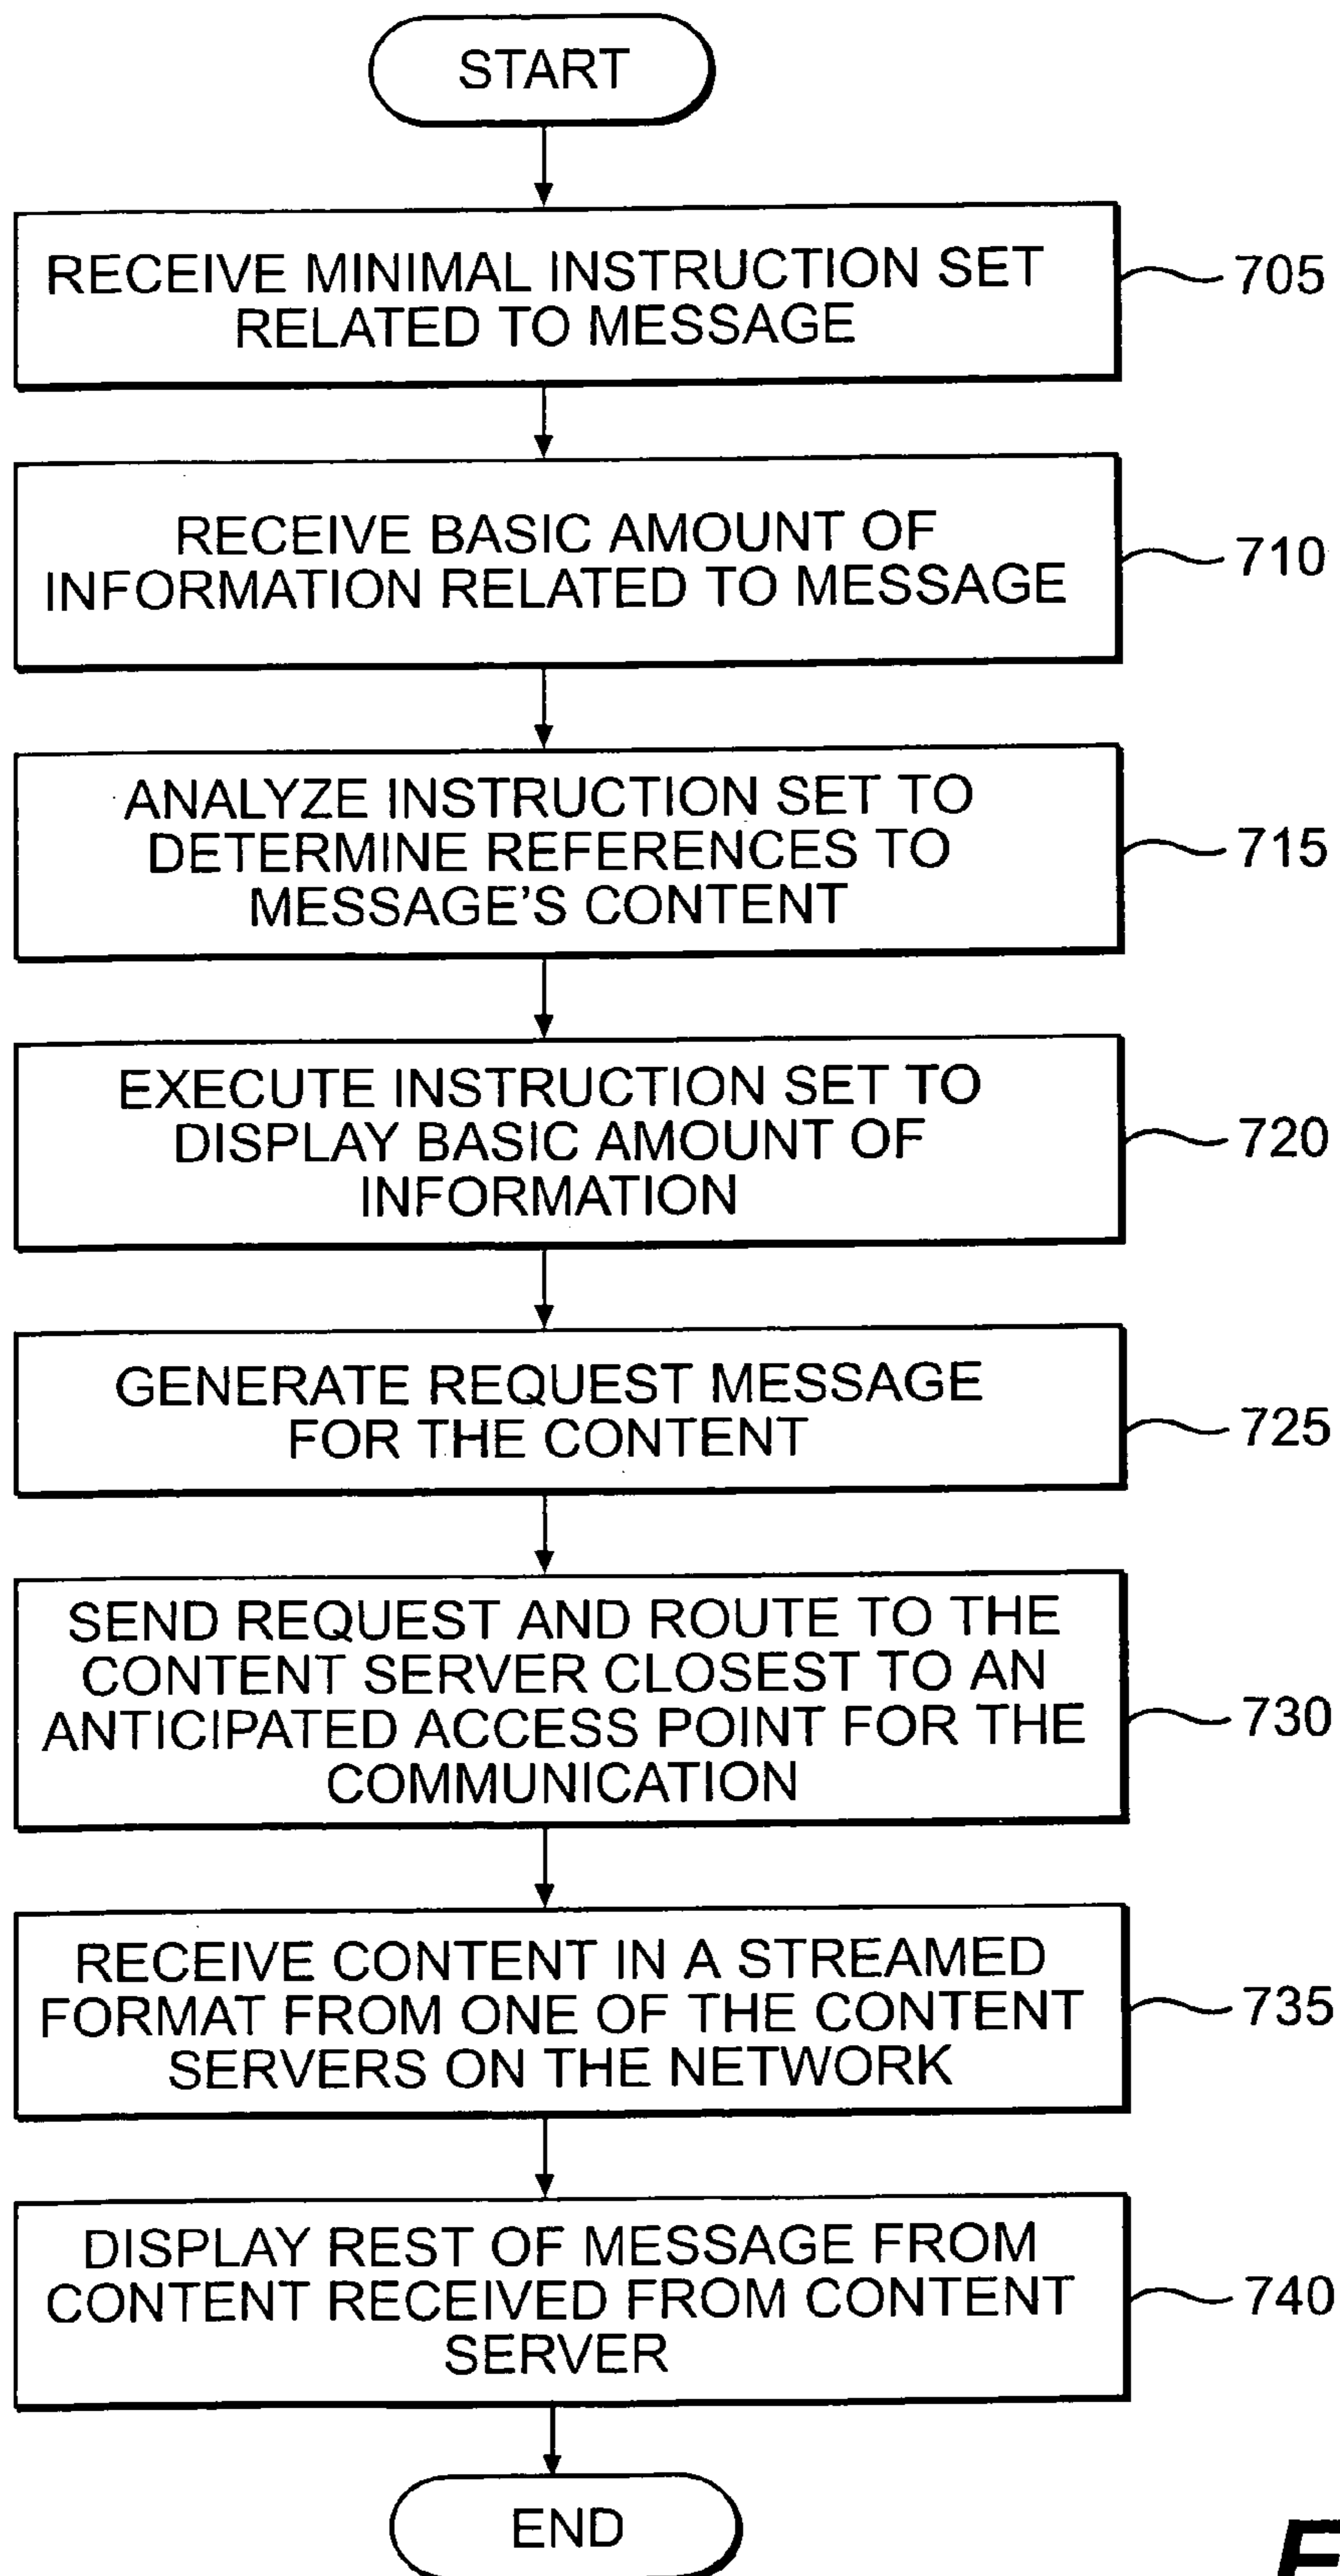 START
RECEIVE MINIMAL INSTRUCTION SET
RELATED TO MESSAGE
705
RECEIVE BASIC AMOUNT OF
INFORMATION RELATED TO MESSAGE
710
ANALYZE INSTRUCTION SET TO
DETERMINE REFERENCES TO
MESSAGE'S CONTENT
715
EXECUTE INSTRUCTION SET TO
DISPLAY BASIC AMOUNT OF
INFORMATION
720
GENERATE REQUEST MESSAGE
FOR THE CONTENT
725
SEND REQUEST AND ROUTE TO THE
CONTENT SERVER CLOSEST TO AN
ANTICIPATED ACCESS POINT FOR THE
COMMUNICATION
730
RECEIVE CONTENT IN A STREAMED
FORMAT FROM ONE OF THE CONTENT
SERVERS ON THE NETWORK
735
DISPLAY REST OF MESSAGE FROM
CONTENT RECEIVED FROM CONTENT
SERVER
740
END